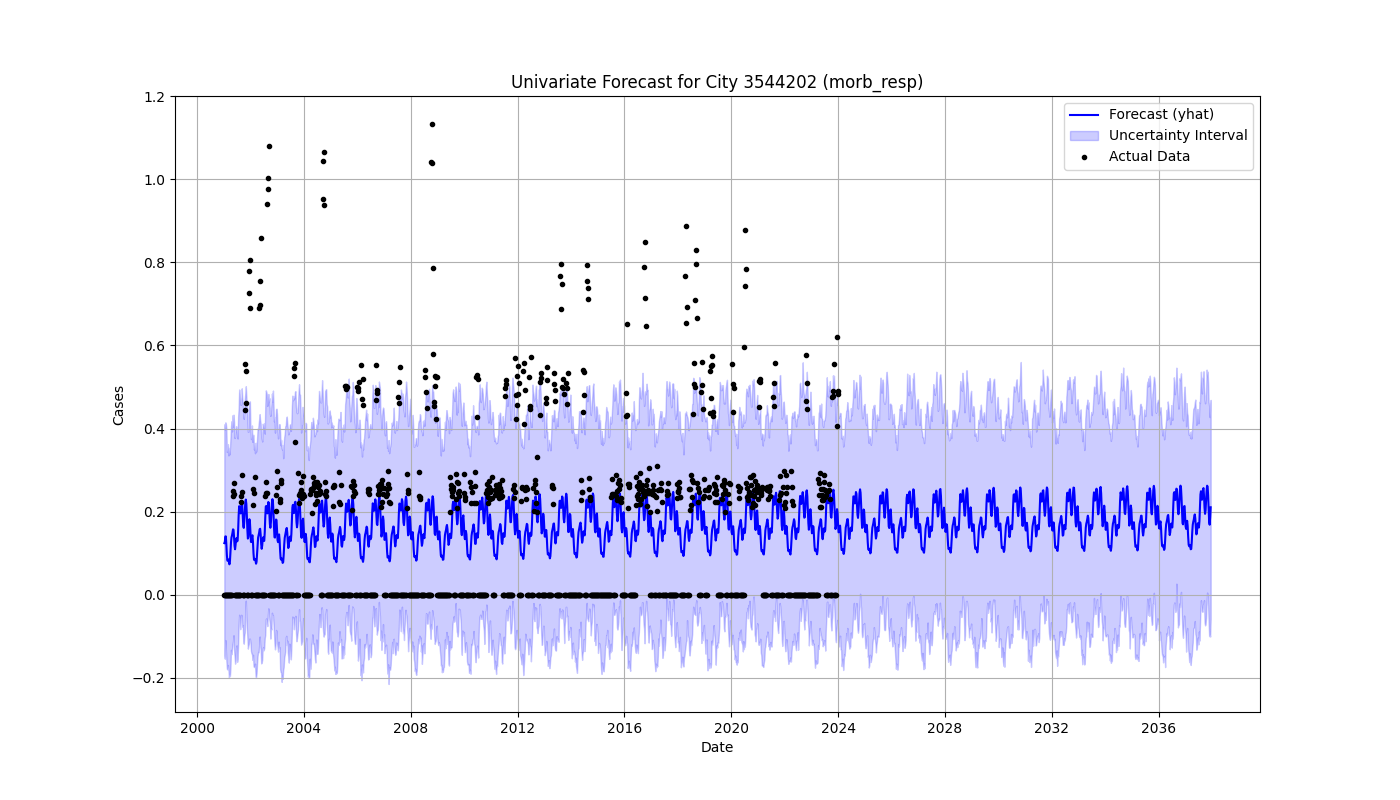 Univariate Forecast for City 3544202 (morb_resp)
Forecast (yhat)
Uncertainty Interval
Actual Data
Cases
1.2
1.0
0.8
0.6
0.4
0.2
0.0
−0.2
2000 2004 2008 2012 2016 2020 2024 2028 2032 2036
Date